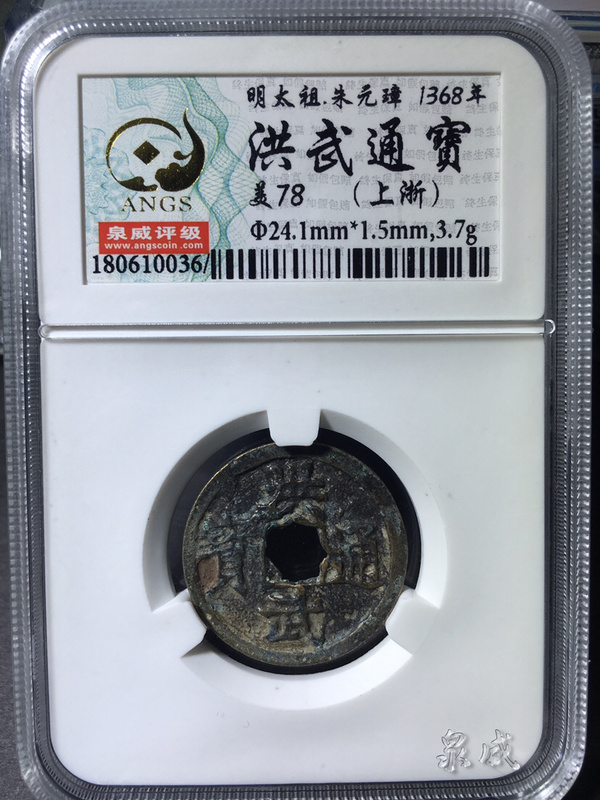 明太祖.朱元璋 1368年
洪武通寶
美78 (上浙)
Φ24.1mm*1.5mm,3.7g
ANGS
泉威评级
www.angscoin.com
180610036/
洪武通寳
泉威